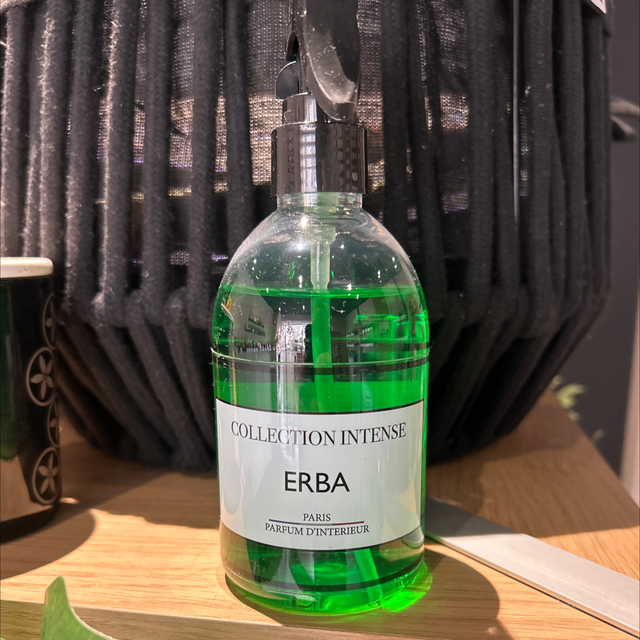 COLLECTION INTENSE
ERBA
PARIS
PARFUM D'INTERIEUR